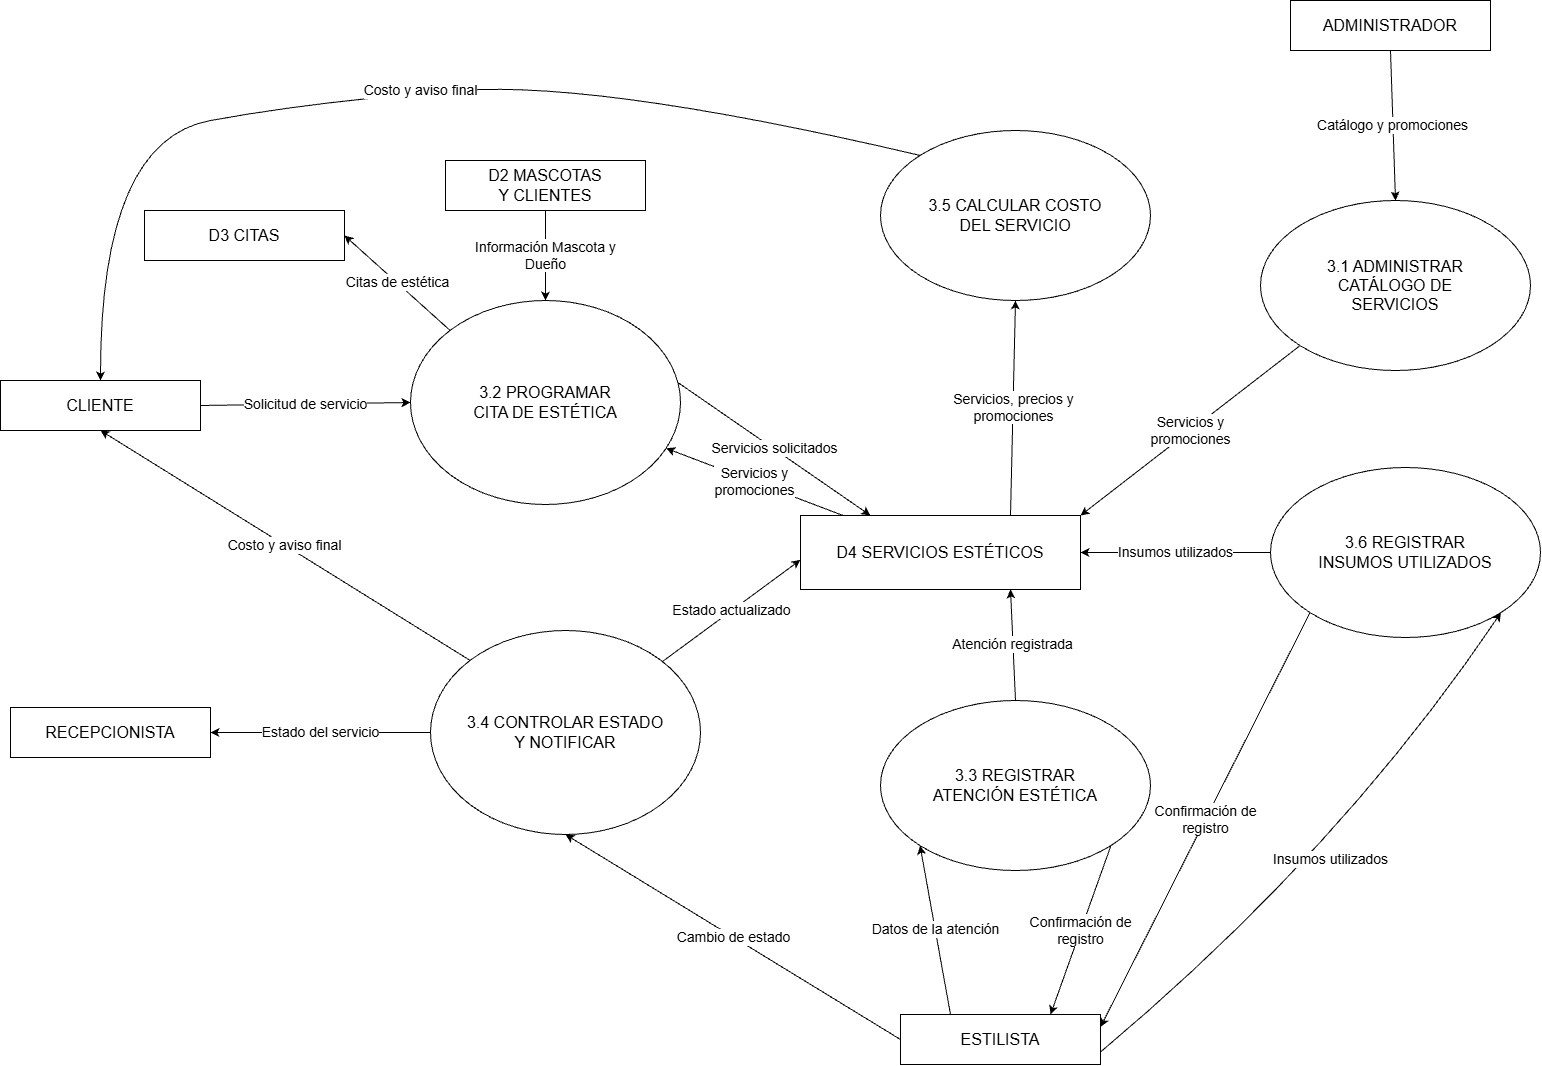 ADMINISTRADOR
Costo y aviso final
Catálogo y promociones
D2 MASCOTAS
Y CLIENTES
3.5 CALCULAR COSTO
DEL SERVICIO
D3 CITAS
Información Mascota y
Dueño
3.1 ADMINISTRAR
CATÁLOGO DE
SERVICIOS
Citas de estética
CLIENTE
Solicitud de servicio
3.2 PROGRAMAR
CITA DE ESTÉTICA
Servicios, precios y
promociones
Servicios y
promociones
Servicios solicitados
Servicios y
promociones
Costo y aviso final
D4 SERVICIOS ESTÉTICOS
Insumos utilizados
3.6 REGISTRAR
INSUMOS UTILIZADOS
Estado actualizado
Atención registrada
RECEPCIONISTA
Estado del servicio
3.4 CONTROLAR ESTADO
Y NOTIFICAR
3.3 REGISTRAR
ATENCIÓN ESTÉTICA
Confirmación de
registro
Insumos utilizados
Cambio de estado
Datos de la atención
Confirmación de
registro
ESTILISTA